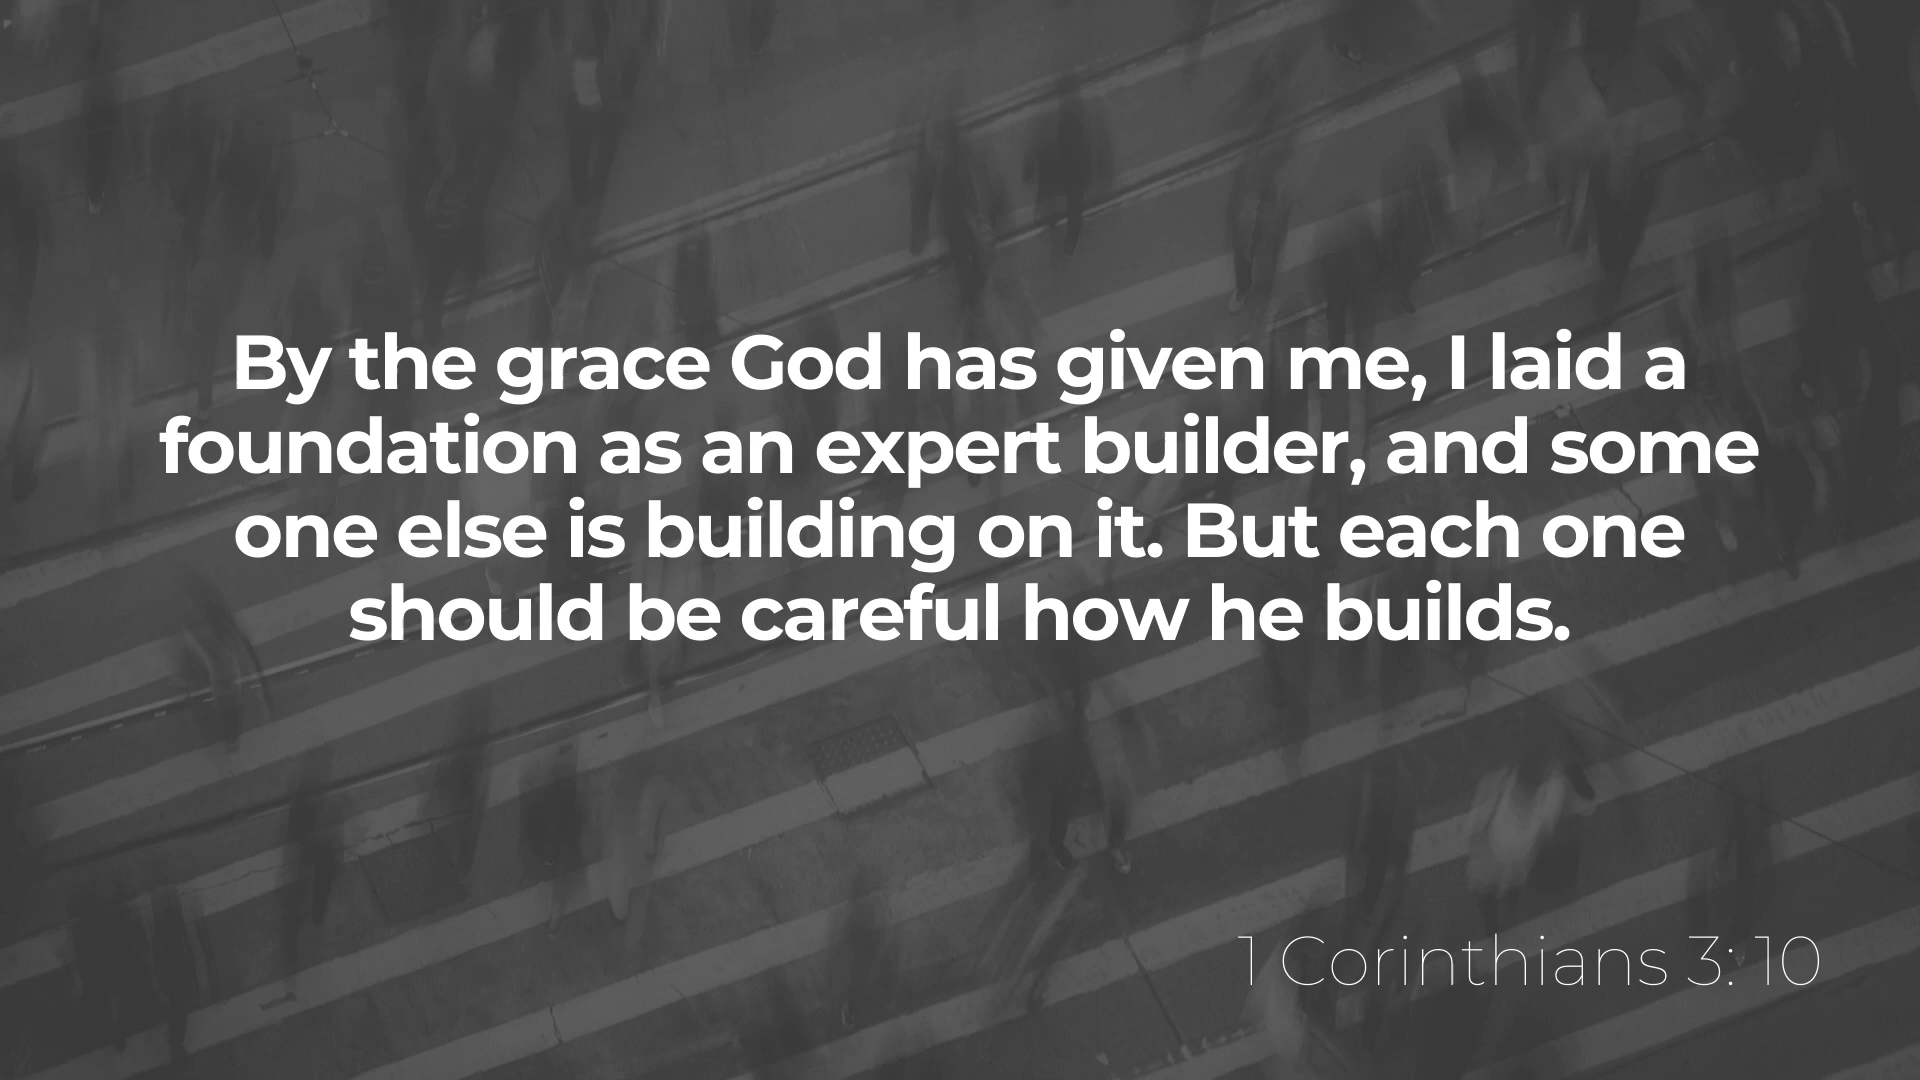 By the grace God has given me, I laid a
foundation as an expert builder, and some
one else is building on it. But each one
should be careful how he builds.
1 Corinthians 3: 10